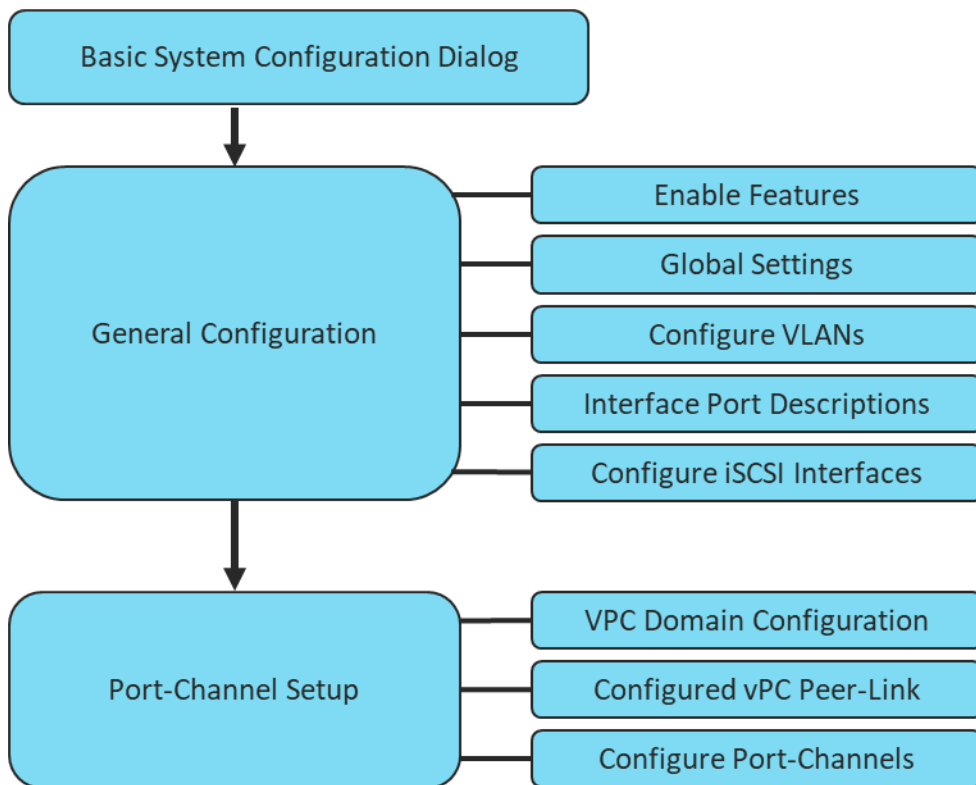 Basic System Configuration Dialog
General Configuration
Enable Features
Global Settings
Configure VLANs
Interface Port Descriptions
Configure iSCSI Interfaces
Port-Channel Setup
VPC Domain Configuration
Configured vPC Peer-Link
Configure Port-Channels